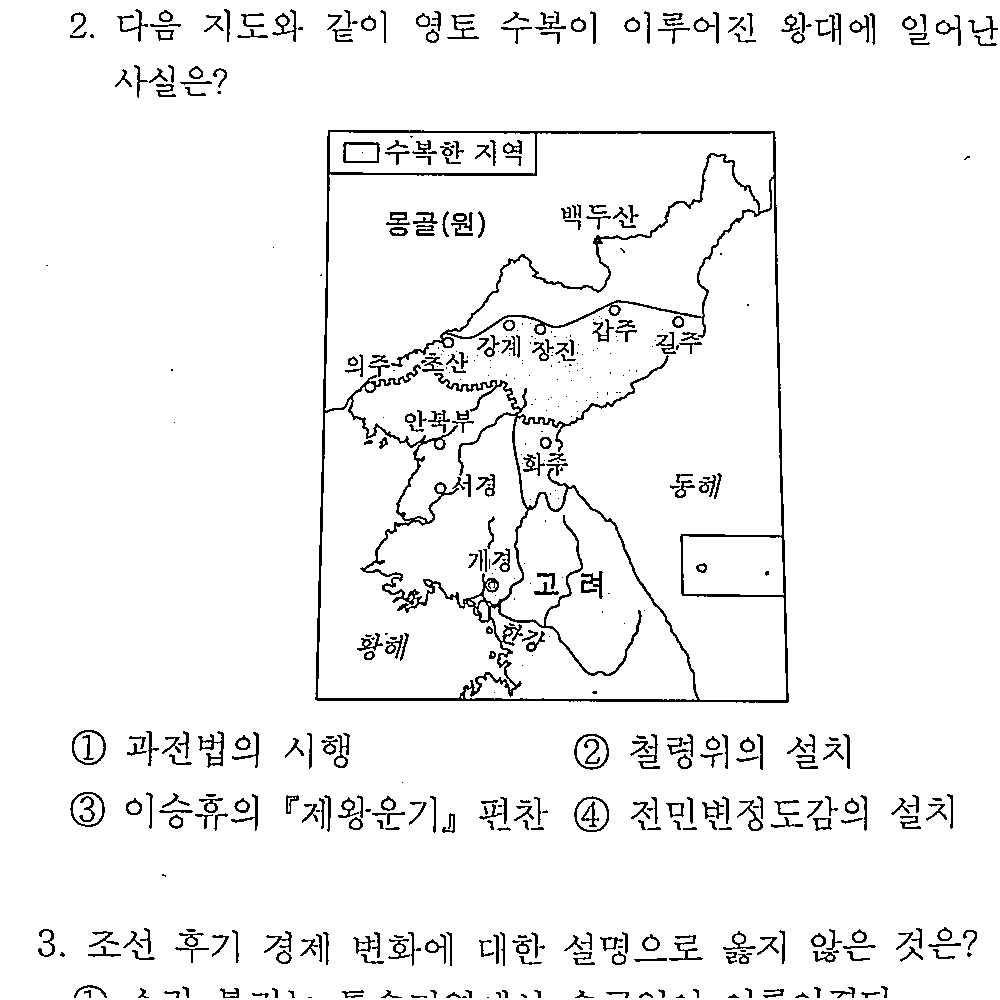 2. 다음 지도와 같이 영토 수복이 이루어진 왕대에 일어난
사실은?
수복한 지역
몽골(원)
백두산
강계 장진 갑주 길주
의주 초산
안북부
화주
서경
동해
개경
고 려
한강
황해
① 과전법의 시행 ② 철령위의 설치
③ 이승휴의 『제왕운기』 편찬 ④ 전민변정도감의 설치
3. 조선 후기 경제 변화에 대한 설명으로 옳지 않은 것은?